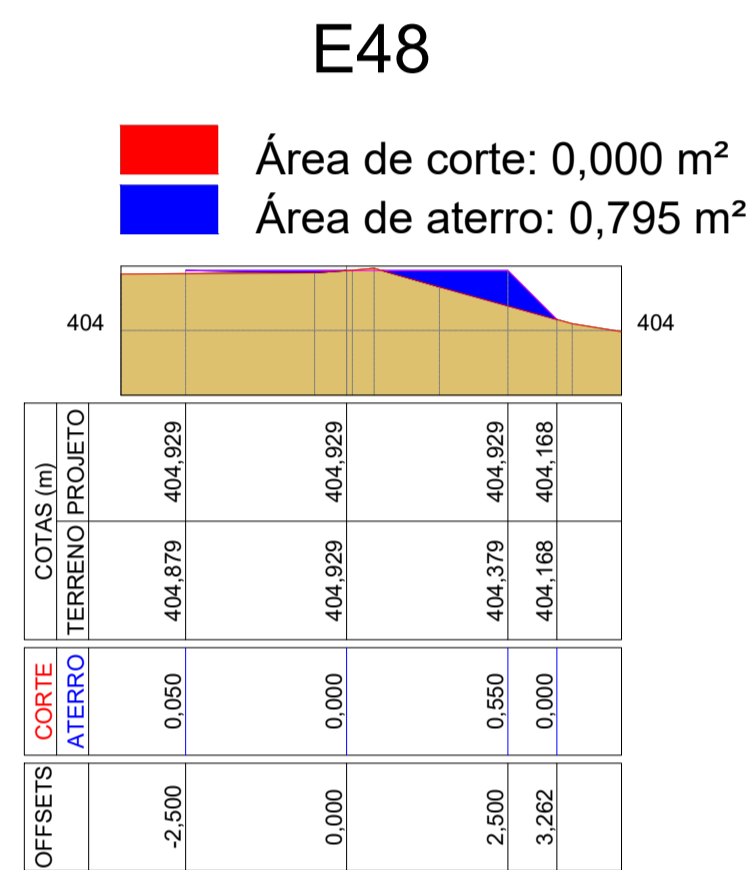 E48
Área de corte: 0,000 m²
Área de aterro: 0,795 m²
404
404
COTAS (m)
PROJETO
404,929
404,929
404,929
404,168
TERRENO
404,879
404,929
404,379
404,168
CORTE
ATERRO
0,050
0,000
0,550
0,000
OFFSETS
-2,500
0,000
2,500
3,262